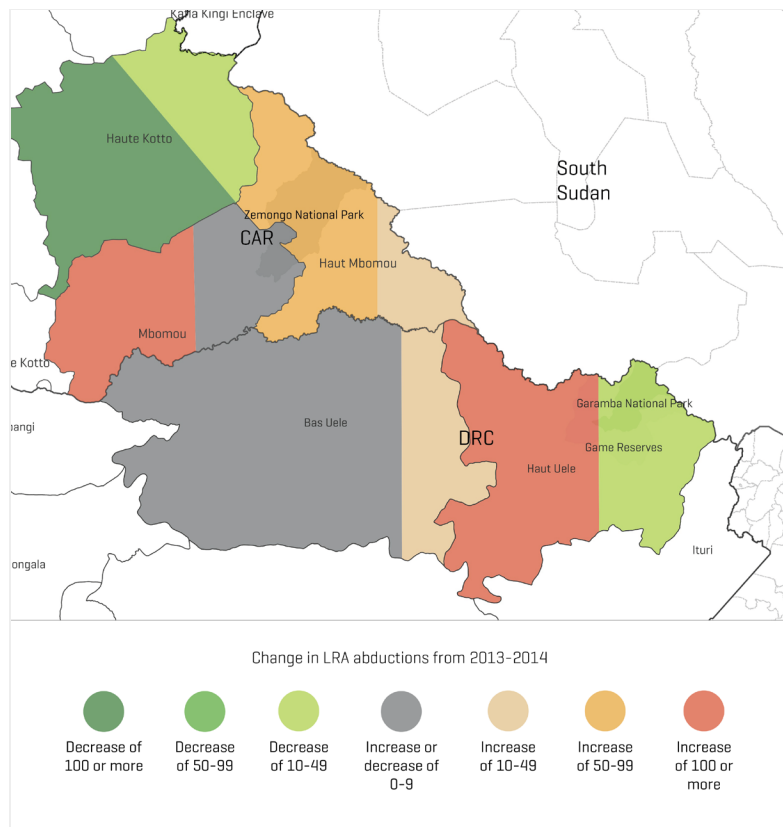 Kafia Kingi Enclave
Haute Kotto
South
Sudan
Zemongo National Park
CAR
Haut Mbomou
Mbomou
e Kotto
Garamba National Park
Bas Uele
angi
DRC
Game Reserves
Haut Uele
Ituri
ongala
Change in LRA abductions from 2013-2014
Decrease of
100 or more
Decrease
of 50-99
Decrease
of 10-49
Increase or
decrease of
0-9
Increase
of 10-49
Increase
of 50-99
Increase
of 100 or
more